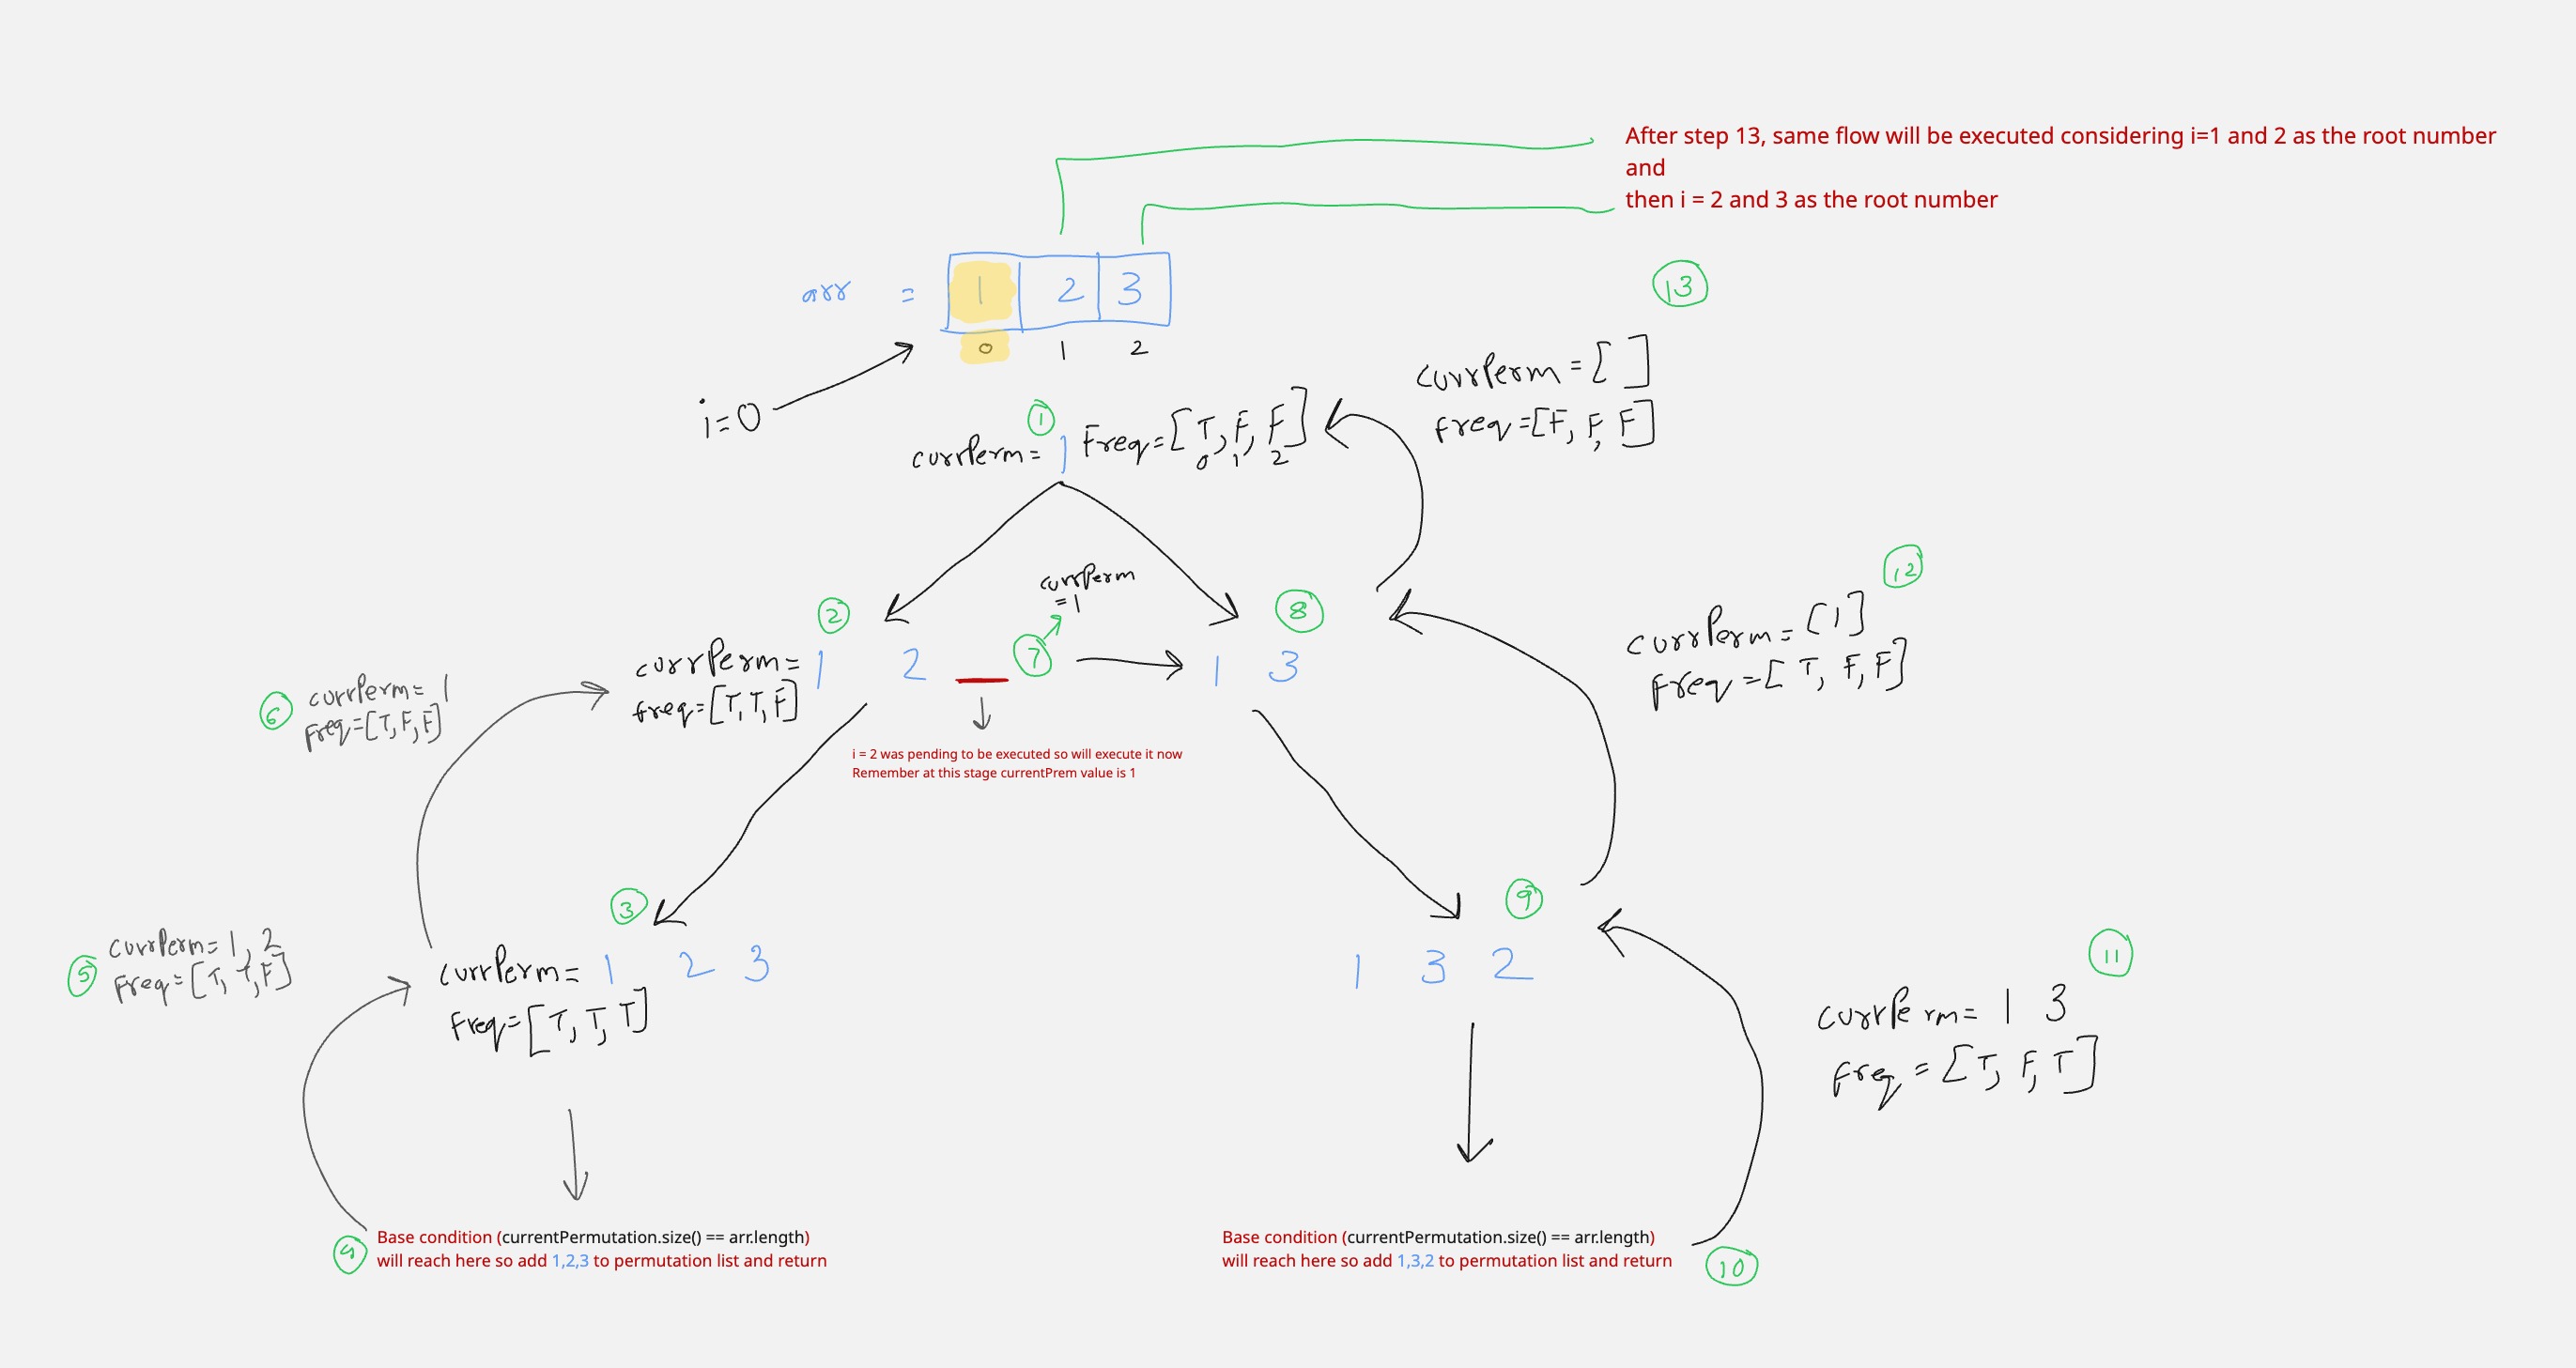 After step 13, same flow will be executed considering i=1 and 2 as the root number
and
then i = 2 and 3 as the root number
arr = 1 2 3
0 1 2
i=0
13
currPerm = [ ]
freq =[F, F, F]
1
currPerm = 1 Freq=[T, F, F]
0 1 2
currPerm
= 1
2
currPerm = 1 2
freq=[T, T, F]
7
8
1 3
i = 2 was pending to be executed so will execute it now
Remember at this stage currentPrem value is 1
12
currPerm = [1]
freq =[T, F, F]
6
currPerm = 1
Freq=[T, F, F]
3
currPerm = 1 2 3
Freq=[T, T, T]
5
currPerm = 1, 2
Freq=[T, T, F]
9
1 3 2
11
currPerm = 1 3
freq = [T, F, T]
4
Base condition (currentPermutation.size() == arr.length)
will reach here so add 1,2,3 to permutation list and return
Base condition (currentPermutation.size() == arr.length)
will reach here so add 1,3,2 to permutation list and return
10